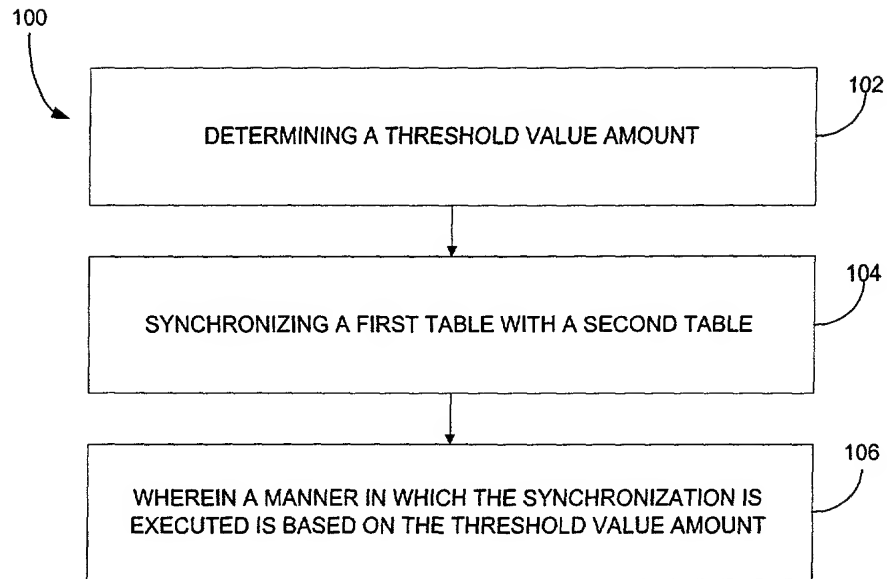 100
102
DETERMINING A THRESHOLD VALUE AMOUNT
104
SYNCHRONIZING A FIRST TABLE WITH A SECOND TABLE
106
WHEREIN A MANNER IN WHICH THE SYNCHRONIZATION IS
EXECUTED IS BASED ON THE THRESHOLD VALUE AMOUNT